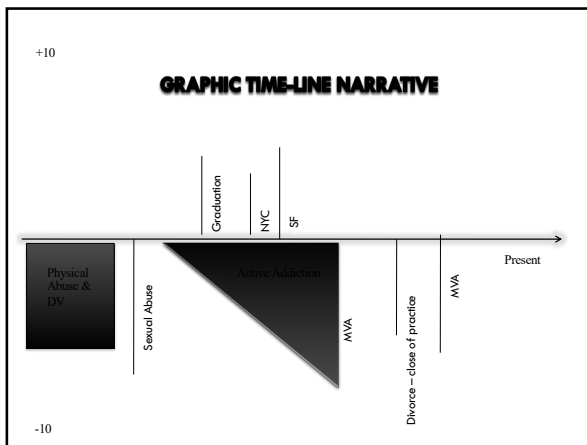 +10
GRAPHIC TIME-LINE NARRATIVE
Graduation
NYC
SF
Present
Physical
Abuse &
DV
Sexual Abuse
Active Addiction
MVA
Divorce – close of practice
MVA
-10